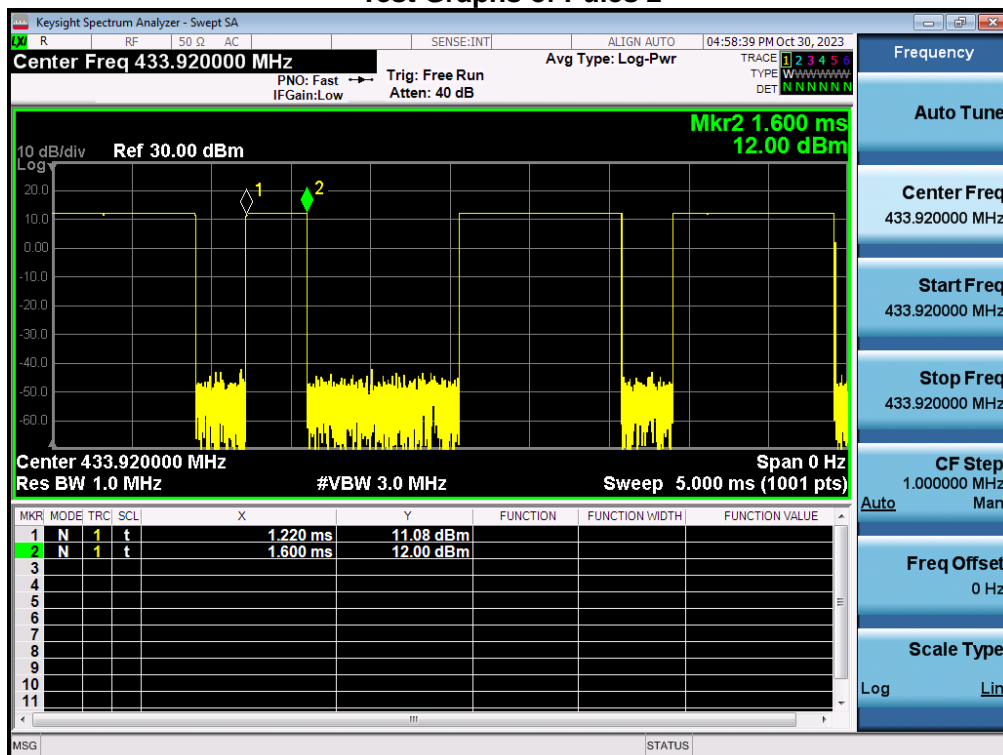 Test Graphs of Pulse 2
Keysight Spectrum Analyzer - Swept SA
LXI R RF 50 Ω AC SENSE:INT ALIGN AUTO 04:58:39 PM Oct 30, 2023
Center Freq 433.920000 MHz
PNO: Fast
IFGain:Low
Trig: Free Run
Atten: 40 dB
Avg Type: Log-Pwr
TRACE 1 2 3 4 5 6
TYPE WWWWWW
DET N N N N N N
Mkr2 1.600 ms
12.00 dBm
10 dB/div Ref 30.00 dBm
Log
20.0
10.0
0.00
-10.0
-20.0
-30.0
-40.0
-50.0
-60.0
1
2
Center 433.920000 MHz Span 0 Hz
Res BW 1.0 MHz #VBW 3.0 MHz Sweep 5.000 ms (1001 pts)
MKR MODE TRC SCL X Y FUNCTION FUNCTION WIDTH FUNCTION VALUE
1 N 1 t 1.220 ms 11.08 dBm
2 N 1 t 1.600 ms 12.00 dBm
3
4
5
6
7
8
9
10
11
MSG STATUS
Frequency
Auto Tune
Center Freq
433.920000 MHz
Start Freq
433.920000 MHz
Stop Freq
433.920000 MHz
CF Step
1.000000 MHz
Auto Man
Freq Offset
0 Hz
Scale Type
Log Lin